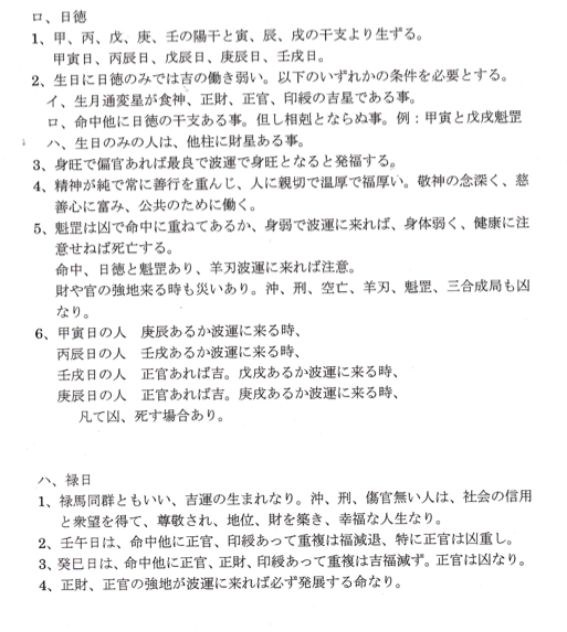 ロ、日徳
1、甲、丙、戊、庚、壬の陽干と寅、辰、戌の干支より生ずる。
甲寅日、丙辰日、戊辰日、庚辰日、壬戌日。
2、生日に日徳のみでは吉の働き弱い。以下のいずれかの条件を必要とする。
イ、生月通変星が食神、正財、正官、印綬の吉星である事。
ロ、命中他に日徳の干支ある事。但し相剋とならぬ事。例：甲寅と戊戌魁罡
ハ、生日のみの人は、他柱に財星ある事。
3、身旺で偏官あれば最良で波運で身旺となると発福する。
4、精神が純で常に善行を重んじ、人に親切で温厚で福厚い。敬神の念深く、慈
善心に富み、公共のために働く。
5、魁罡は凶で命中に重ねてあるか、身弱で波運に来れば、身体弱く、健康に注
意せねば死亡する。
命中、日徳と魁罡あり、羊刃波運に来れば注意。
財や官の強地来る時も災いあり。沖、刑、空亡、羊刃、魁罡、三合成局も凶
なり。
6、甲寅日の人　庚辰あるか波運に来る時、
丙辰日の人　壬戌あるか波運に来る時、
壬戌日の人　正官あれば吉。戊戌あるか波運に来る時、
庚辰日の人　正官あれば吉。庚戌あるか波運に来る時、
凡て凶、死す場合あり。
ハ、禄日
1、禄馬同群ともいい、吉運の生まれなり。沖、刑、傷官無い人は、社会の信用
と衆望を得て、尊敬され、地位、財を築き、幸福な人生なり。
2、壬午日は、命中他に正官、印綬あって重複は福減退、特に正官は凶重し。
3、癸巳日は、命中他に正官、正財、印綬あって重複は吉福減ず。正官は凶なり。
4、正財、正官の強地が波運に来れば必ず発展する命なり。